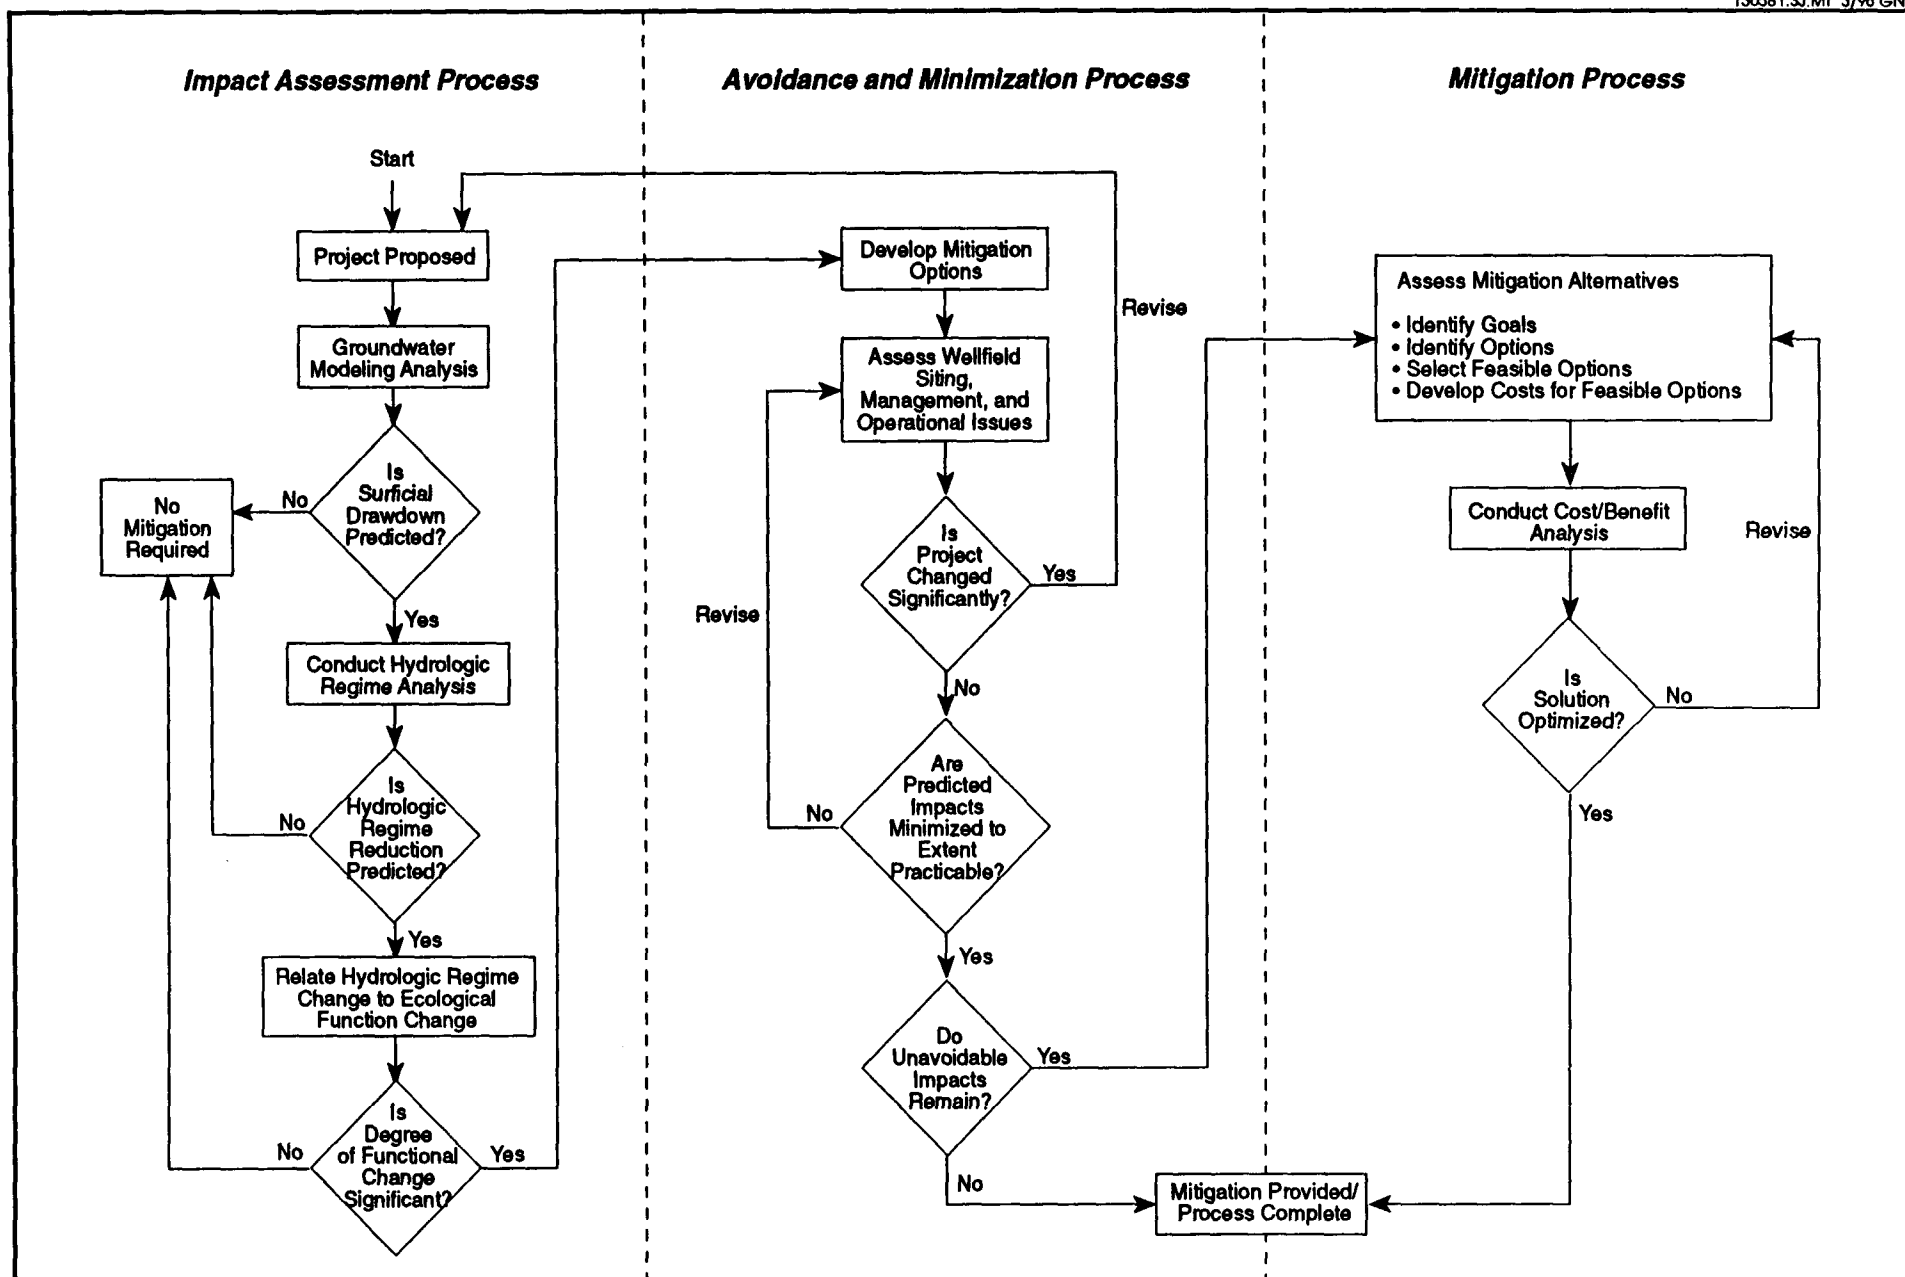 Impact Assessment Process
Start
Project Proposed
Groundwater
Modeling Analysis
Is
Surficial
Drawdown
Predicted?
No
No
Mitigation
Required
Yes
Conduct Hydrologic
Regime Analysis
Is
Hydrologic
Regime
Reduction
Predicted?
No
Yes
Relate Hydrologic Regime
Change to Ecological
Function Change
Is
Degree
of Functional
Change
Significant?
No
Yes
Avoidance and Minimization Process
Develop Mitigation
Options
Revise
Assess Wellfield
Siting,
Management, and
Operational Issues
Is
Project
Changed
Significantly?
Yes
Revise
No
Are
Predicted
Impacts
Minimized to
Extent
Practicable?
No
Yes
Do
Unavoidable
Impacts
Remain?
Yes
No
Mitigation Provided/
Process Complete
Mitigation Process
Assess Mitigation Alternatives
• Identify Goals
• Identify Options
• Select Feasible Options
• Develop Costs for Feasible Options
Conduct Cost/Benefit
Analysis
Revise
Is
Solution
Optimized?
No
Yes